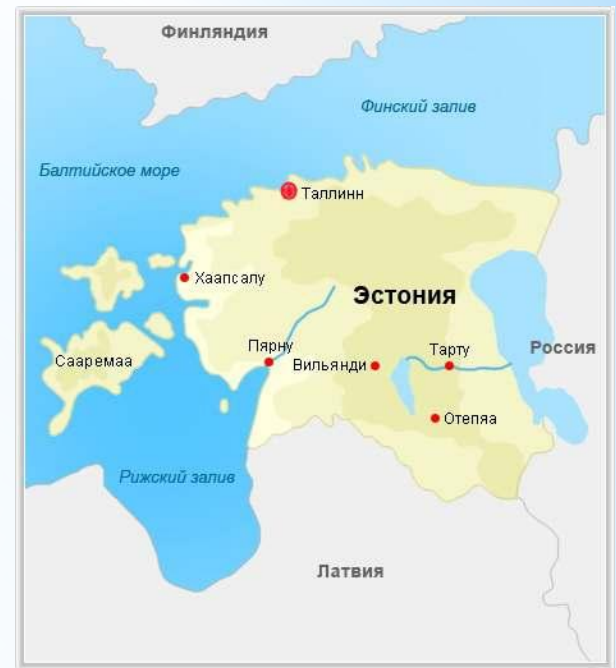 Финляндия
Финский залив
Балтийское море
Таллинн
Хаапсалу
Эстония
Пярну
Тарту
Россия
Сааремаа
Вильянди
Отепяа
Рижский залив
Латвия